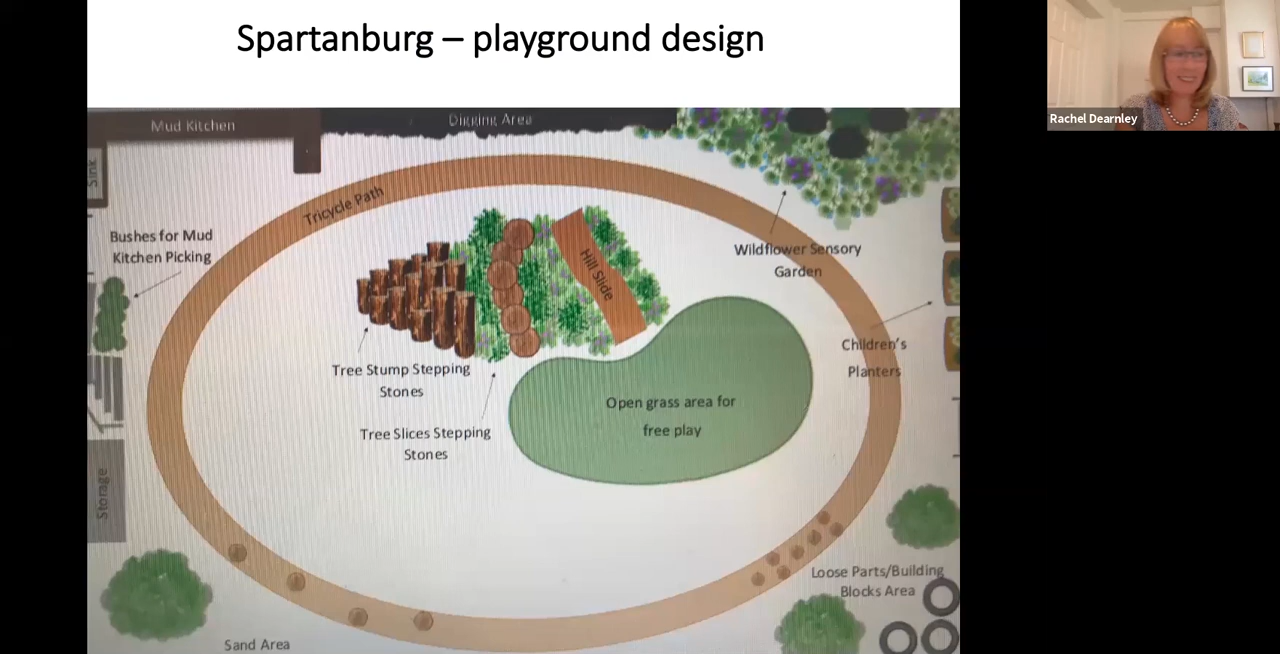 Spartanburg – playground design
Rachel Dearnley
Mud Kitchen
Digging Area
Sink
Tricycle Path
Bushes for Mud
Kitchen Picking
Hill Slide
Wildflower Sensory
Garden
Children's
Planters
Tree Stump Stepping
Stones
Open grass area for
free play
Tree Slices Stepping
Stones
Storage
Loose Parts/Building
Blocks Area
Sand Area